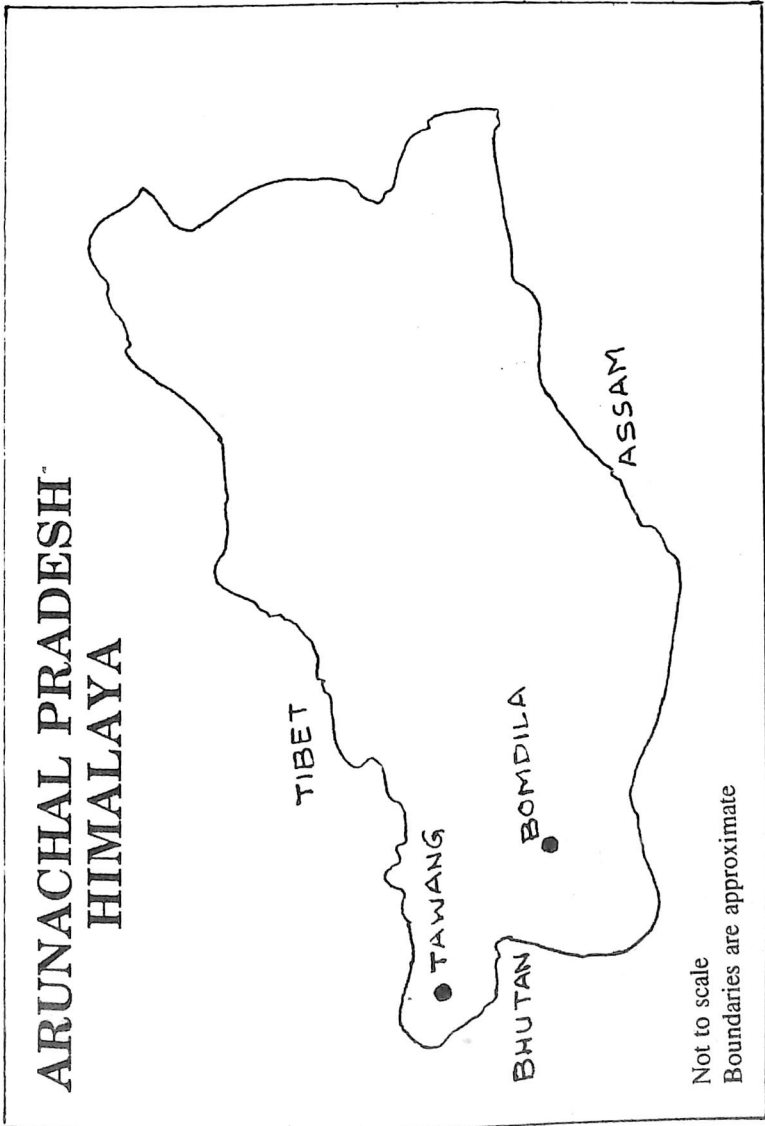 ARUNACHAL PRADESH
HIMALAYA
TIBET
TAWANG
BOMDILA
BHUTAN
ASSAM
Not to scale
Boundaries are approximate